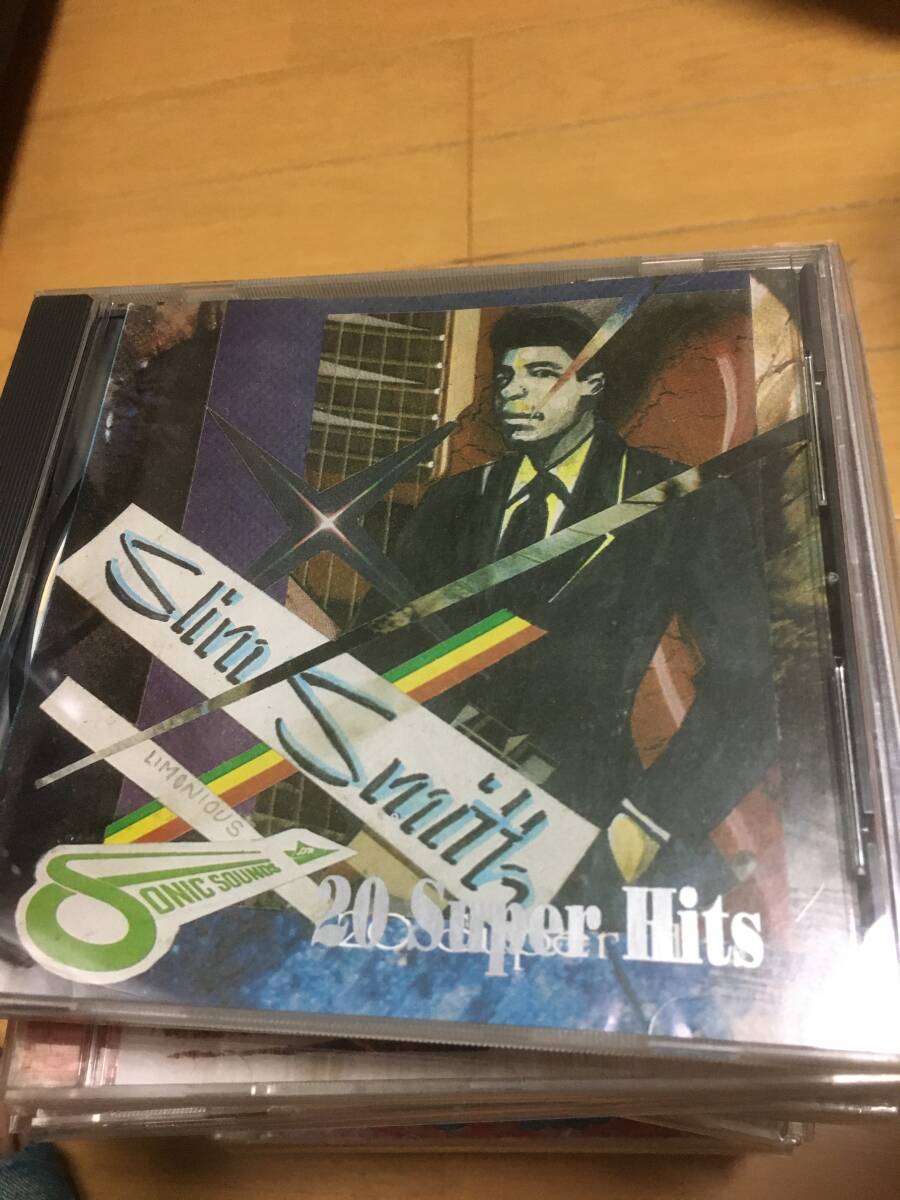 Slim Smith
LIMONIOUS
SONIC SOUNDS
20 Super Hits